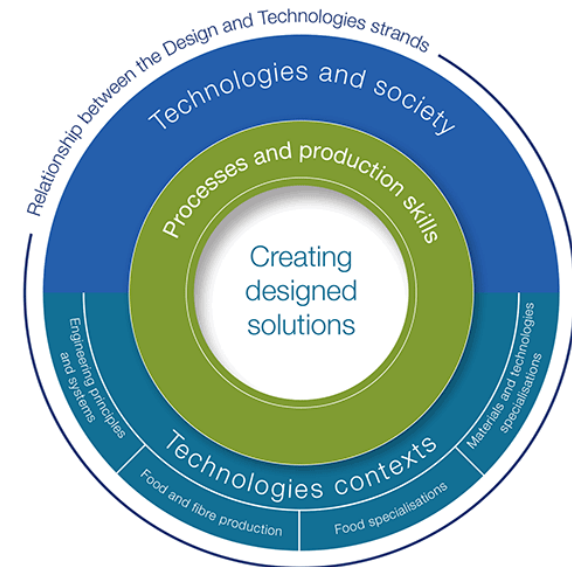 Relationship between the Design and Technologies strands
Technologies and society
Processes and production skills
Creating
designed
solutions
Technologies contexts
Engineering principles
and systems
Food and fibre production
Food specialisations
Materials and technologies
specialisations